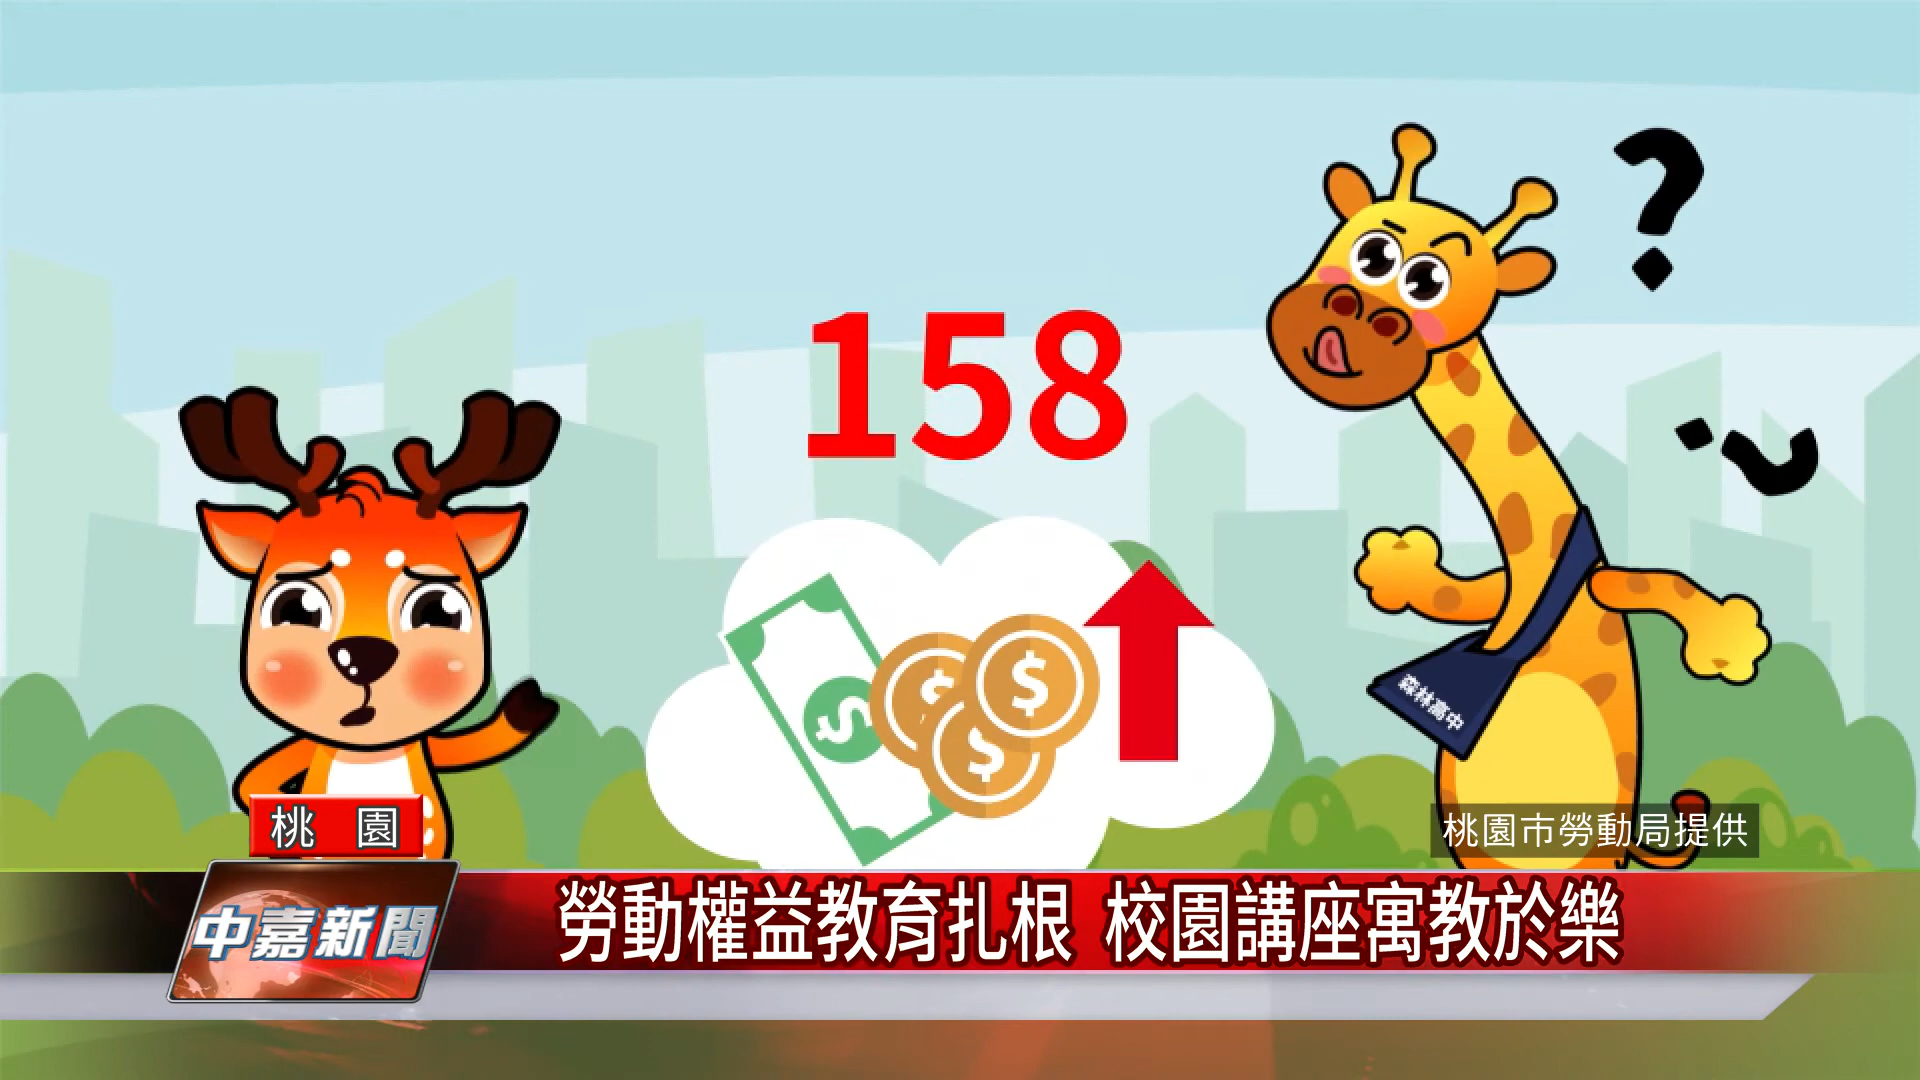 ?
?
158
$
$
$
$
森林高中
桃園
桃園市勞動局提供
中嘉新聞
勞動權益教育扎根 校園講座寓教於樂